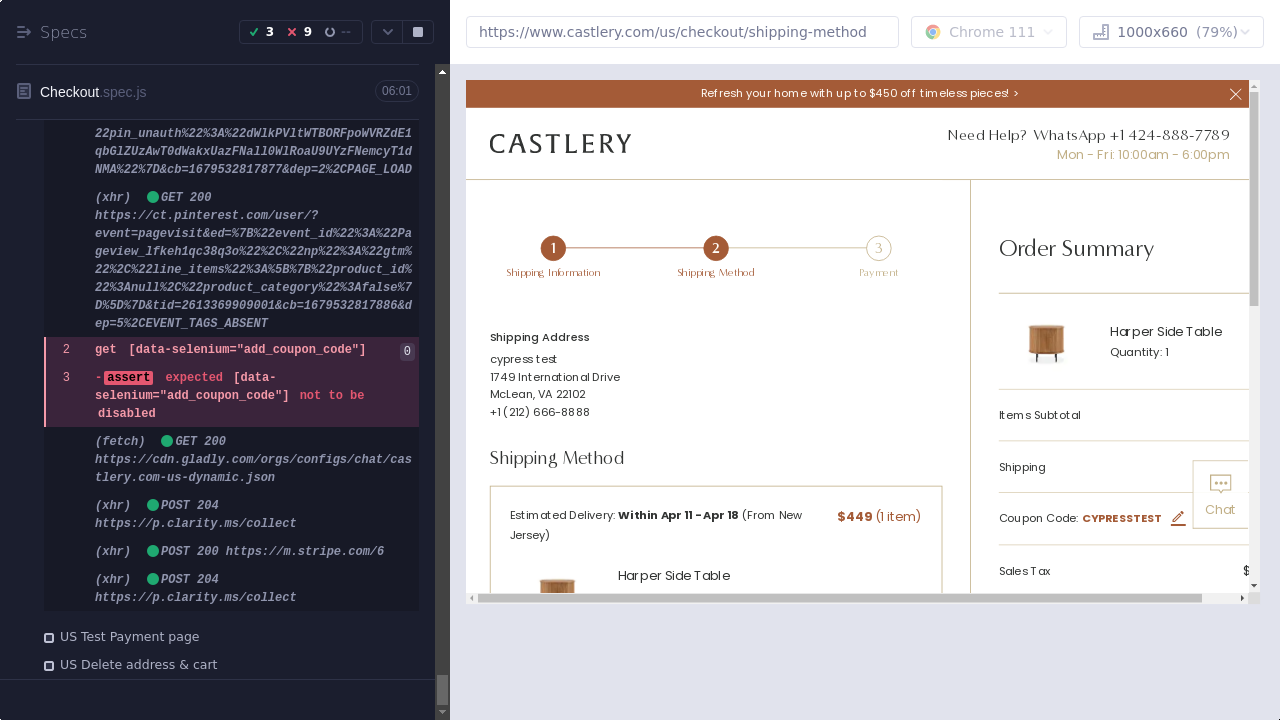 Specs
3
9
--
Checkout.spec.js
06:01
22pin_unauth%22%3A%22dWlkPVltWTBORFpoWVRZdE1
qbGlZUzAwT0dWakxUazFNall0WlRoaU9UYzFNemcyT1d
NMA%22%7D&cb=1679532817877&dep=2%2CPAGE_LOAD
(xhr) GET 200
https://ct.pinterest.com/user/?
event=pagevisit&ed=%7B%22event_id%22%3A%22Pa
geview_lfkeh1qc38q3o%22%2C%22np%22%3A%22gtm%
22%2C%22line_items%22%3A%5B%7B%22product_id%
22%3Anull%2C%22product_category%22%3Afalse%7
D%5D%7D&tid=2613369909001&cb=1679532817886&d
ep=5%2CEVENT_TAGS_ABSENT
2 get [data-selenium="add_coupon_code"] 0
3 -assert expected [data-
selenium="add_coupon_code"] not to be
disabled
(fetch) GET 200
https://cdn.gladly.com/orgs/configs/chat/cas
tlery.com-us-dynamic.json
(xhr) POST 204
https://p.clarity.ms/collect
(xhr) POST 200 https://m.stripe.com/6
(xhr) POST 204
https://p.clarity.ms/collect
US Test Payment page
US Delete address & cart
https://www.castlery.com/us/checkout/shipping-method
Chrome 111
1000x660 (79%)
Refresh your home with up to $450 off timeless pieces! >
CASTLERY
Need Help? WhatsApp +1 424-888-7789
Mon - Fri: 10:00am - 6:00pm
1
2
3
Shipping Information
Shipping Method
Payment
Shipping Address
cypress test
1749 International Drive
McLean, VA 22102
+1 (212) 666-8888
Shipping Method
Estimated Delivery: Within Apr 11 - Apr 18 (From New
Jersey)
$449 (1 item)
Harper Side Table
Order Summary
Harper Side Table
Quantity: 1
Items Subtotal
Shipping
Coupon Code: CYPRESSTEST
Chat
Sales Tax
$